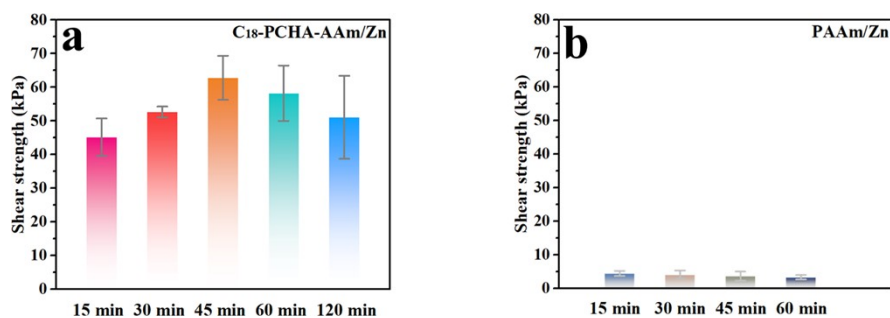 a
C₁₈-PCHA-AAm/Zn
Shear strength (kPa)
80
70
60
50
40
30
20
10
0
15 min 30 min 45 min 60 min 120 min
b
PAAm/Zn
Shear strength (kPa)
80
70
60
50
40
30
20
10
0
15 min 30 min 45 min 60 min